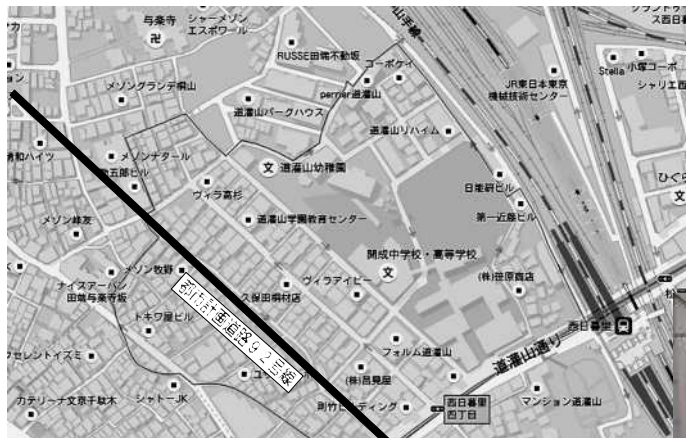 与楽寺
シャーメゾン
エスポワール
山手線
RUSSE田端不動坂
コーポケイ
perrier道灌山
JR東日本東京
機械技術センター
Stella
小塚コーポ
シャリエ西
メゾングランデ桐山
道灌山パークハウス
道灌山リハイム
メゾンナタール
文
道灌山幼稚園
ヴィラ高杉
日能研ビル
第一近藤ビル
ひぐら
文
メゾン峰友
道灌山学園教育センター
開成中学校・高等学校
文
(株)笹原商店
ナイスアーバン
田端与楽寺坂
メゾン牧野
久保田桐材店
ヴィラアイビー
都市計画道路92号線
トキワ屋ビル
西日暮里
道灌山通り
フォルム道灌山
クセレントイズミ
シャトーJK
(株)昌見屋
カテリーナ文京千駄木
西日暮里
四丁目
マンション道灌山